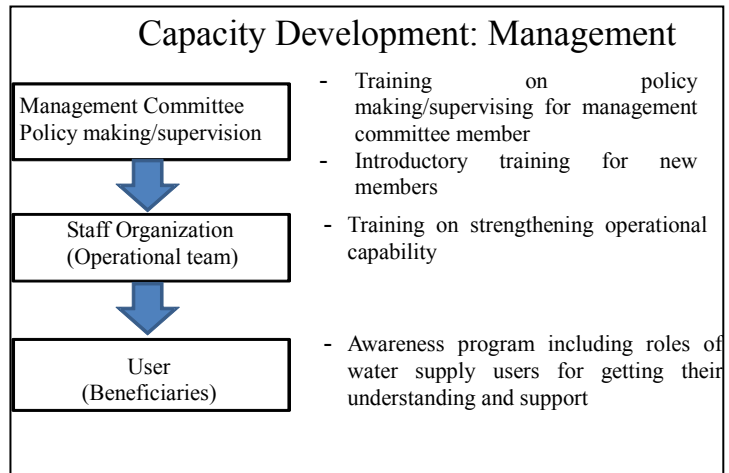 Capacity Development: Management
Management Committee
Policy making/supervision
- Training on policy
making/supervising for management
committee member
- Introductory training for new
members
Staff Organization
(Operational team)
- Training on strengthening operational
capability
User
(Beneficiaries)
- Awareness program including roles of
water supply users for getting their
understanding and support